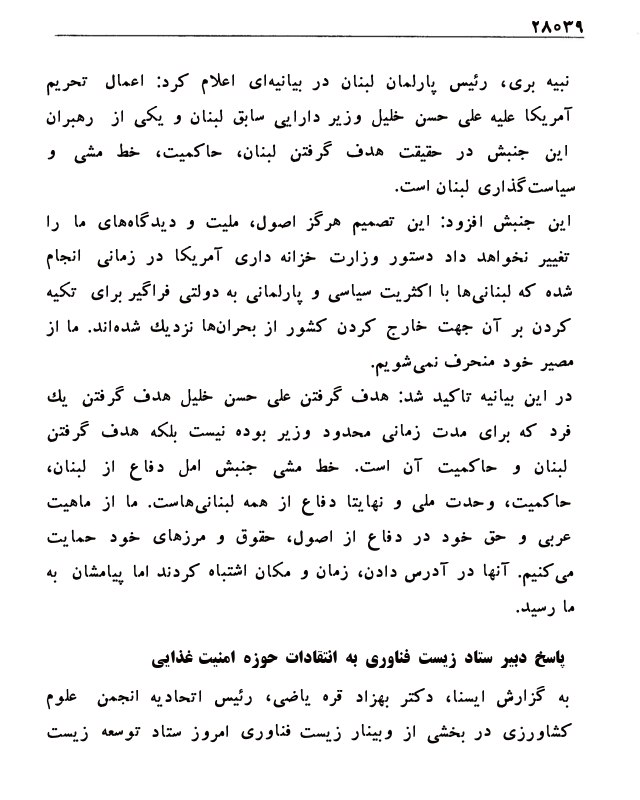 ۲۸۰۳۹
نبیه بری، رئیس پارلمان لبنان در بیانیه‌ای اعلام کرد: اعمال تحریم
آمریکا علیه علی حسن خلیل وزیر دارایی سابق لبنان و یکی از رهبران
این جنبش در حقیقت هدف گرفتن لبنان، حاکمیت، خط مشی و
سیاست‌گذاری لبنان است.
این جنبش افزود: این تصمیم هرگز اصول، ملیت و دیدگاه‌های ما را
تغییر نخواهد داد دستور وزارت خزانه داری آمریکا در زمانی انجام
شده که لبنانی‌ها با اکثریت سیاسی و پارلمانی به دولتی فراگیر برای تکیه
کردن بر آن جهت خارج کردن کشور از بحران‌ها نزدیك شده‌اند. ما از
مصیر خود منحرف نمی‌شویم.
در این بیانیه تاکید شد: هدف گرفتن علی حسن خلیل هدف گرفتن یك
فرد که برای مدت زمانی محدود وزیر بوده نیست بلکه هدف گرفتن
لبنان و حاکمیت آن است. خط مشی جنبش امل دفاع از لبنان،
حاکمیت، وحدت ملی و نهایتا دفاع از همه لبنانی‌هاست. ما از ماهیت
عربی و حق خود در دفاع از اصول، حقوق و مرزهای خود حمایت
می‌کنیم. آنها در آدرس دادن، زمان و مکان اشتباه کردند اما پیامشان به
ما رسید.
پاسخ دبیر ستاد زیست فناوری به انتقادات حوزه امنیت غذایی
به گزارش ایسنا، دکتر بهزاد قره یاضی، رئیس اتحادیه انجمن علوم
کشاورزی در بخشی از وبینار زیست فناوری امروز ستاد توسعه زیست